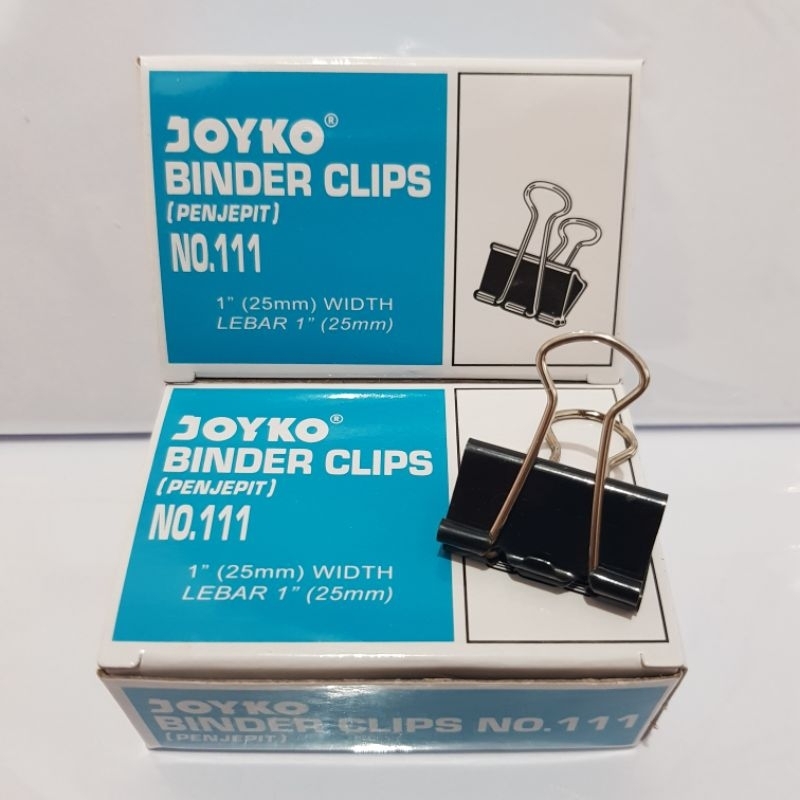 JOYKO®
BINDER CLIPS
(PENJEPIT)
NO.111
1" (25mm) WIDTH
LEBAR 1" (25mm)
JOYKO®
BINDER CLIPS
(PENJEPIT)
NO.111
1" (25mm) WIDTH
LEBAR 1" (25mm)
JOYKO
BINDER CLIPS NO.111
(PENJEPIT)